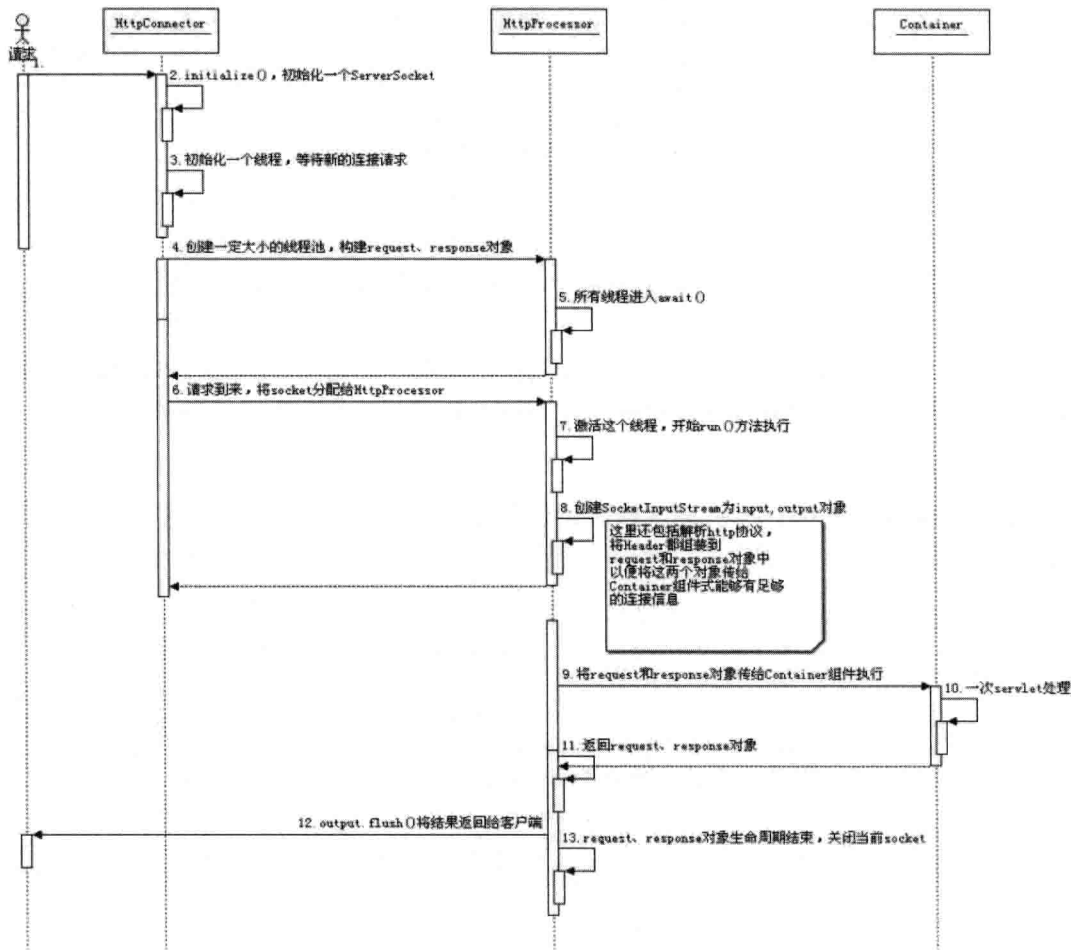 HttpConnector
HttpProcessor
Container
请求
1.
2.initialize()，初始化一个ServerSocket
3.初始化一个线程，等待新的连接请求
4.创建一定大小的线程池，构建request、response对象
5.所有线程进入await()
6.请求到来，将socket分配给HttpProcessor
7.激活这个线程，开始run()方法执行
8.创建SocketInputStream为input,output对象
这里还包括解析http协议，
将Header都组装到
request和response对象中
以便将这两个对象传给
Container组件式能够有足够
的连接信息
9.将request和response对象传给Container组件执行
10.一次servlet处理
11.返回request、response对象
12.output.flush()将结果返回给客户端
13.request、response对象生命周期结束，关闭当前socket